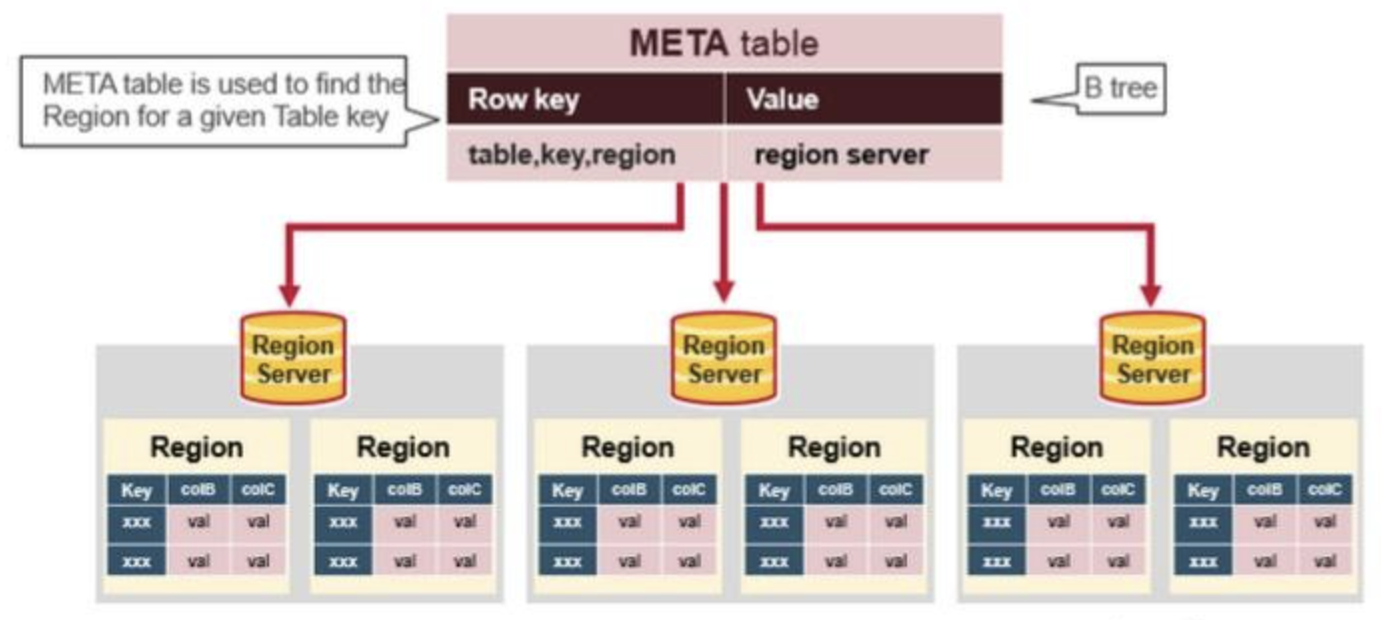 META table
META table is used to find the
Region for a given Table key
Row key Value
B tree
table,key,region region server
Region
Server
Region
Server
Region
Server
Region Region Region Region Region Region
Key colB colC Key colB colC Key colB colC Key colB colC Key colB colC Key colB colC
xxx val val xxx val val xxx val val xxx val val xxx val val xxx val val
xxx val val xxx val val xxx val val xxx val val xxx val val xxx val val